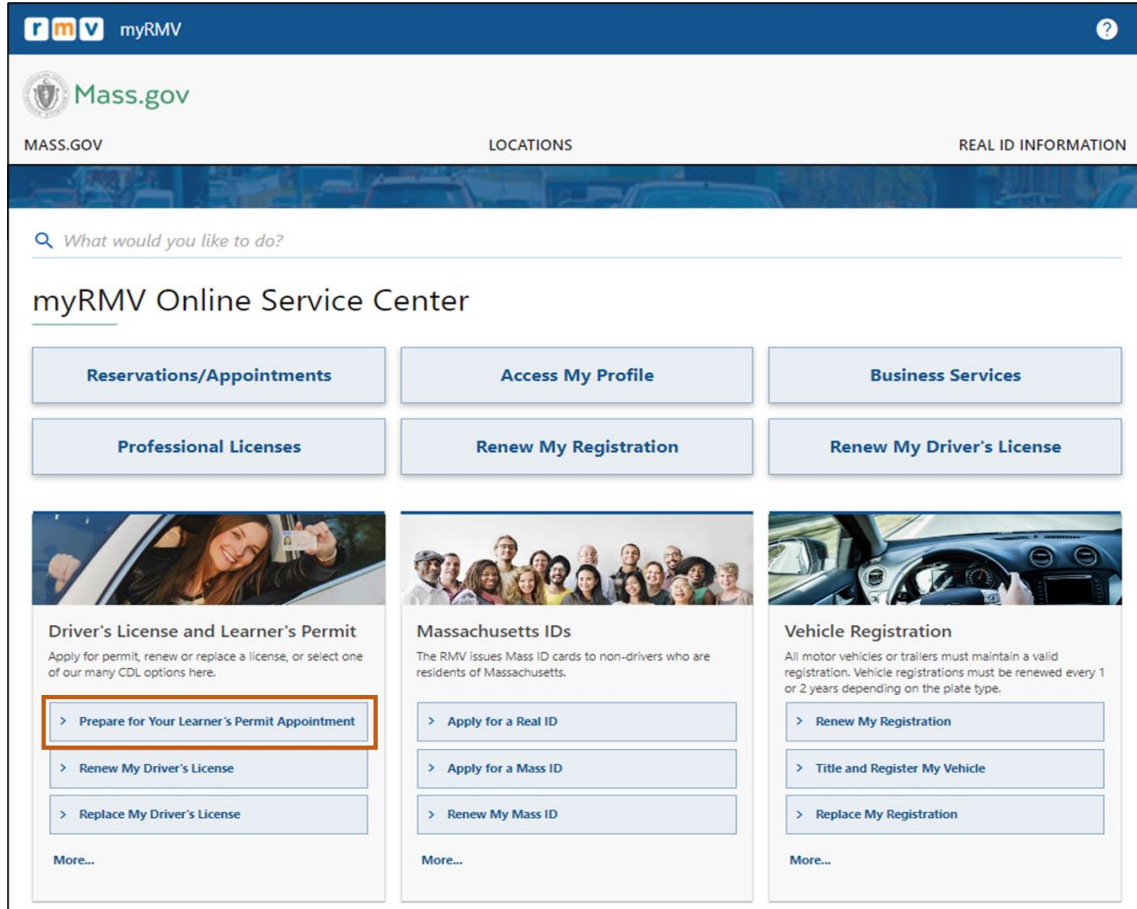 rmv myRMV ?
Mass.gov
MASS.GOV LOCATIONS REAL ID INFORMATION
What would you like to do?
myRMV Online Service Center
Reservations/Appointments
Access My Profile
Business Services
Professional Licenses
Renew My Registration
Renew My Driver's License
Driver's License and Learner's Permit
Apply for permit, renew or replace a license, or select one
of our many CDL options here.
> Prepare for Your Learner's Permit Appointment
> Renew My Driver's License
> Replace My Driver's License
More...
Massachusetts IDs
The RMV issues Mass ID cards to non-drivers who are
residents of Massachusetts.
> Apply for a Real ID
> Apply for a Mass ID
> Renew My Mass ID
More...
Vehicle Registration
All motor vehicles or trailers must maintain a valid
registration. Vehicle registrations must be renewed every 1
or 2 years depending on the plate type.
> Renew My Registration
> Title and Register My Vehicle
> Replace My Registration
More...